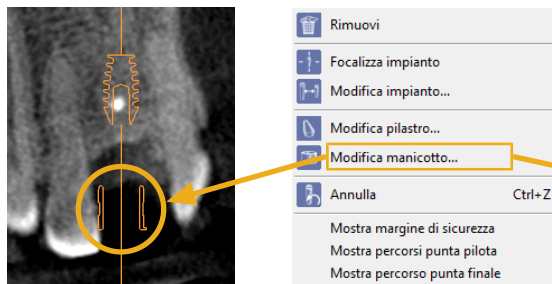 Rimuovi
Focalizza impianto
Modifica impianto...
Modifica pilastro...
Modifica manicotto...
Annulla Ctrl+Z
Mostra margine di sicurezza
Mostra percorsi punta pilota
Mostra percorso punta finale